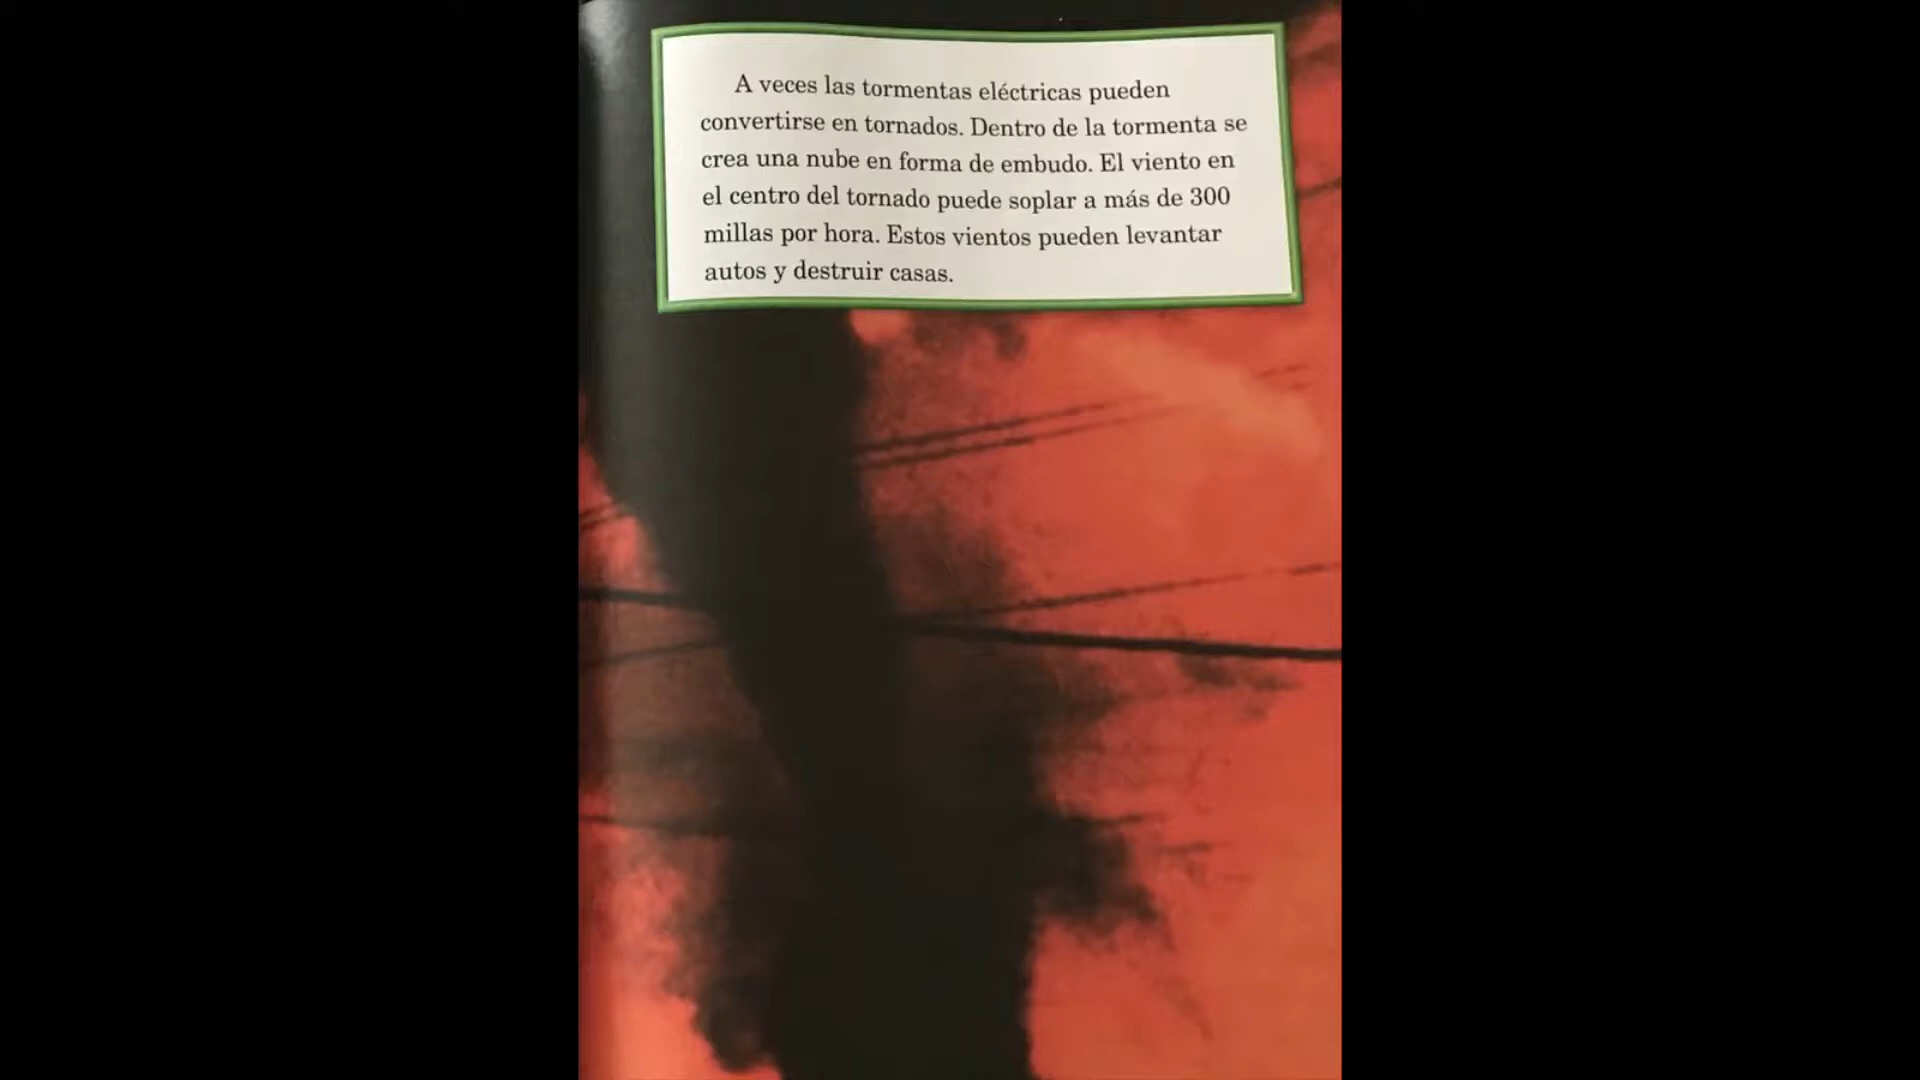 A veces las tormentas eléctricas pueden
convertirse en tornados. Dentro de la tormenta se
crea una nube en forma de embudo. El viento en
el centro del tornado puede soplar a más de 300
millas por hora. Estos vientos pueden levantar
autos y destruir casas.